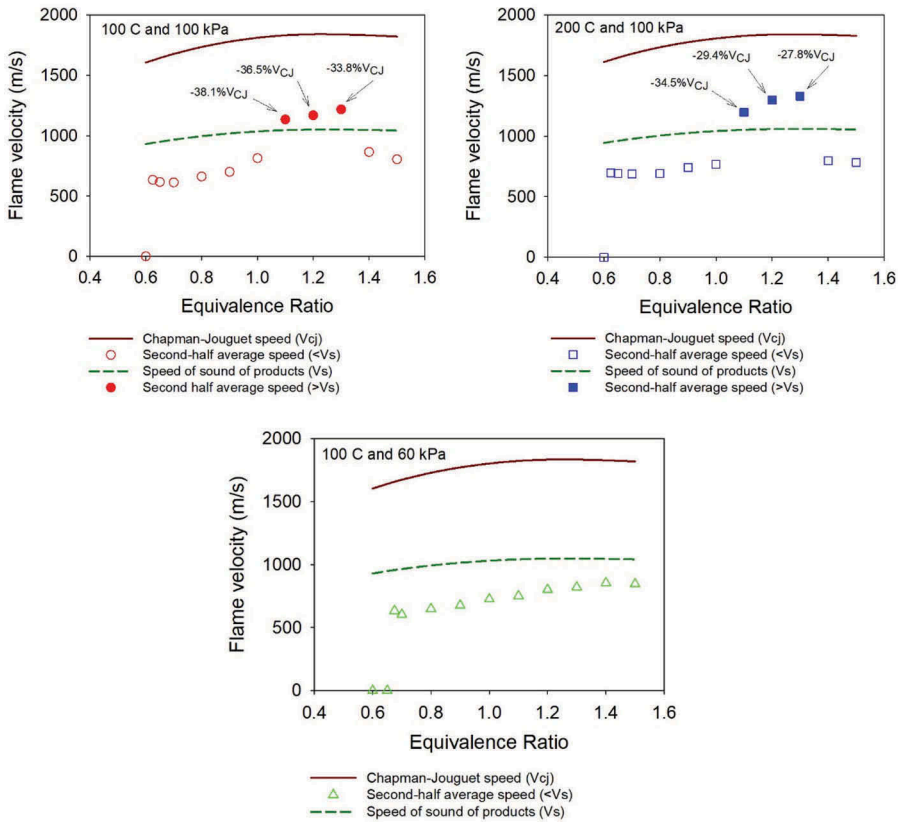 100 C and 100 kPa
Flame velocity (m/s)
2000
1500
1000
500
0
-38.1%VCJ
-36.5%VCJ
-33.8%VCJ
0.4 0.6 0.8 1.0 1.2 1.4 1.6
Equivalence Ratio
Chapman-Jouguet speed (Vcj)
Second-half average speed (<Vs)
Speed of sound of products (Vs)
Second half average speed (>Vs)
200 C and 100 kPa
Flame velocity (m/s)
2000
1500
1000
500
0
-34.5%VCJ
-29.4%VCJ
-27.8%VCJ
0.4 0.6 0.8 1.0 1.2 1.4 1.6
Equivalence Ratio
Chapman-Jouguet speed (Vcj)
Second-half average speed (<Vs)
Speed of sound of products (Vs)
Second-half average speed (>Vs)
100 C and 60 kPa
Flame velocity (m/s)
2000
1500
1000
500
0
0.4 0.6 0.8 1.0 1.2 1.4 1.6
Equivalence Ratio
Chapman-Jouguet speed (Vcj)
Second-half average speed (<Vs)
Speed of sound of products (Vs)